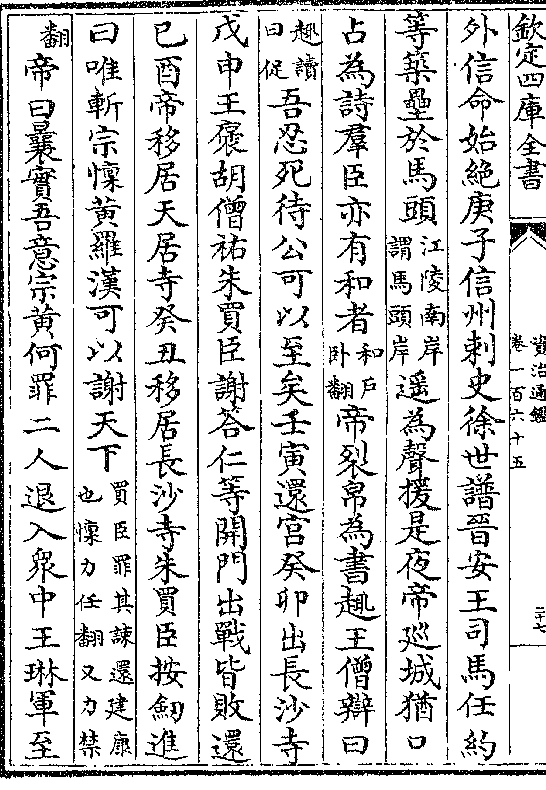 欽定四庫全書
資治通鑑
卷一百六十五
二十七
外信命始絶庚子信州刺史徐世譜晉安王司馬任約
等築壘於馬頭
江陵南岸
謂馬頭岸
遥為聲援是夜帝廵城猶口
占為詩羣臣亦有和者
和戶
卧翻
帝裂帛為書趣王僧辯曰
趣讀
曰促
吾忍死待公可以至矣壬寅還宫癸卯出長沙寺
戊申王褒胡僧祐朱買臣謝荅仁等開門出戰皆敗還
已酉帝移居天居寺癸丑移居長沙寺朱買臣按劒進
曰唯斬宗懍黄羅漢可以謝天下
買臣罪其諫還建康
也懍力荏翻又力禁
翻
帝曰曩實吾意宗黄何罪二人退入衆中王琳軍至